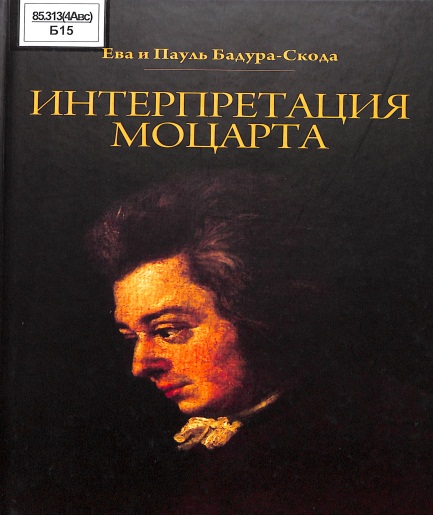 85.313(4Авс)
Б15
Ева и Пауль Бадура-Скода
ИНТЕРПРЕТАЦИЯ
МОЦАРТА